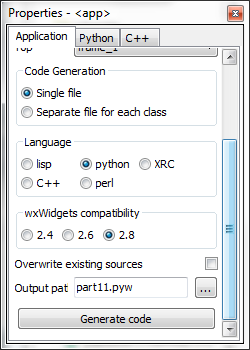 Properties - <app>
Application Python C++
Top frame_1
Code Generation
Single file
Separate file for each class
Language
lisp python XRC
C++ perl
wxWidgets compatibility
2.4 2.6 2.8
Overwrite existing sources
Output pat part11.pyw ...
Generate code